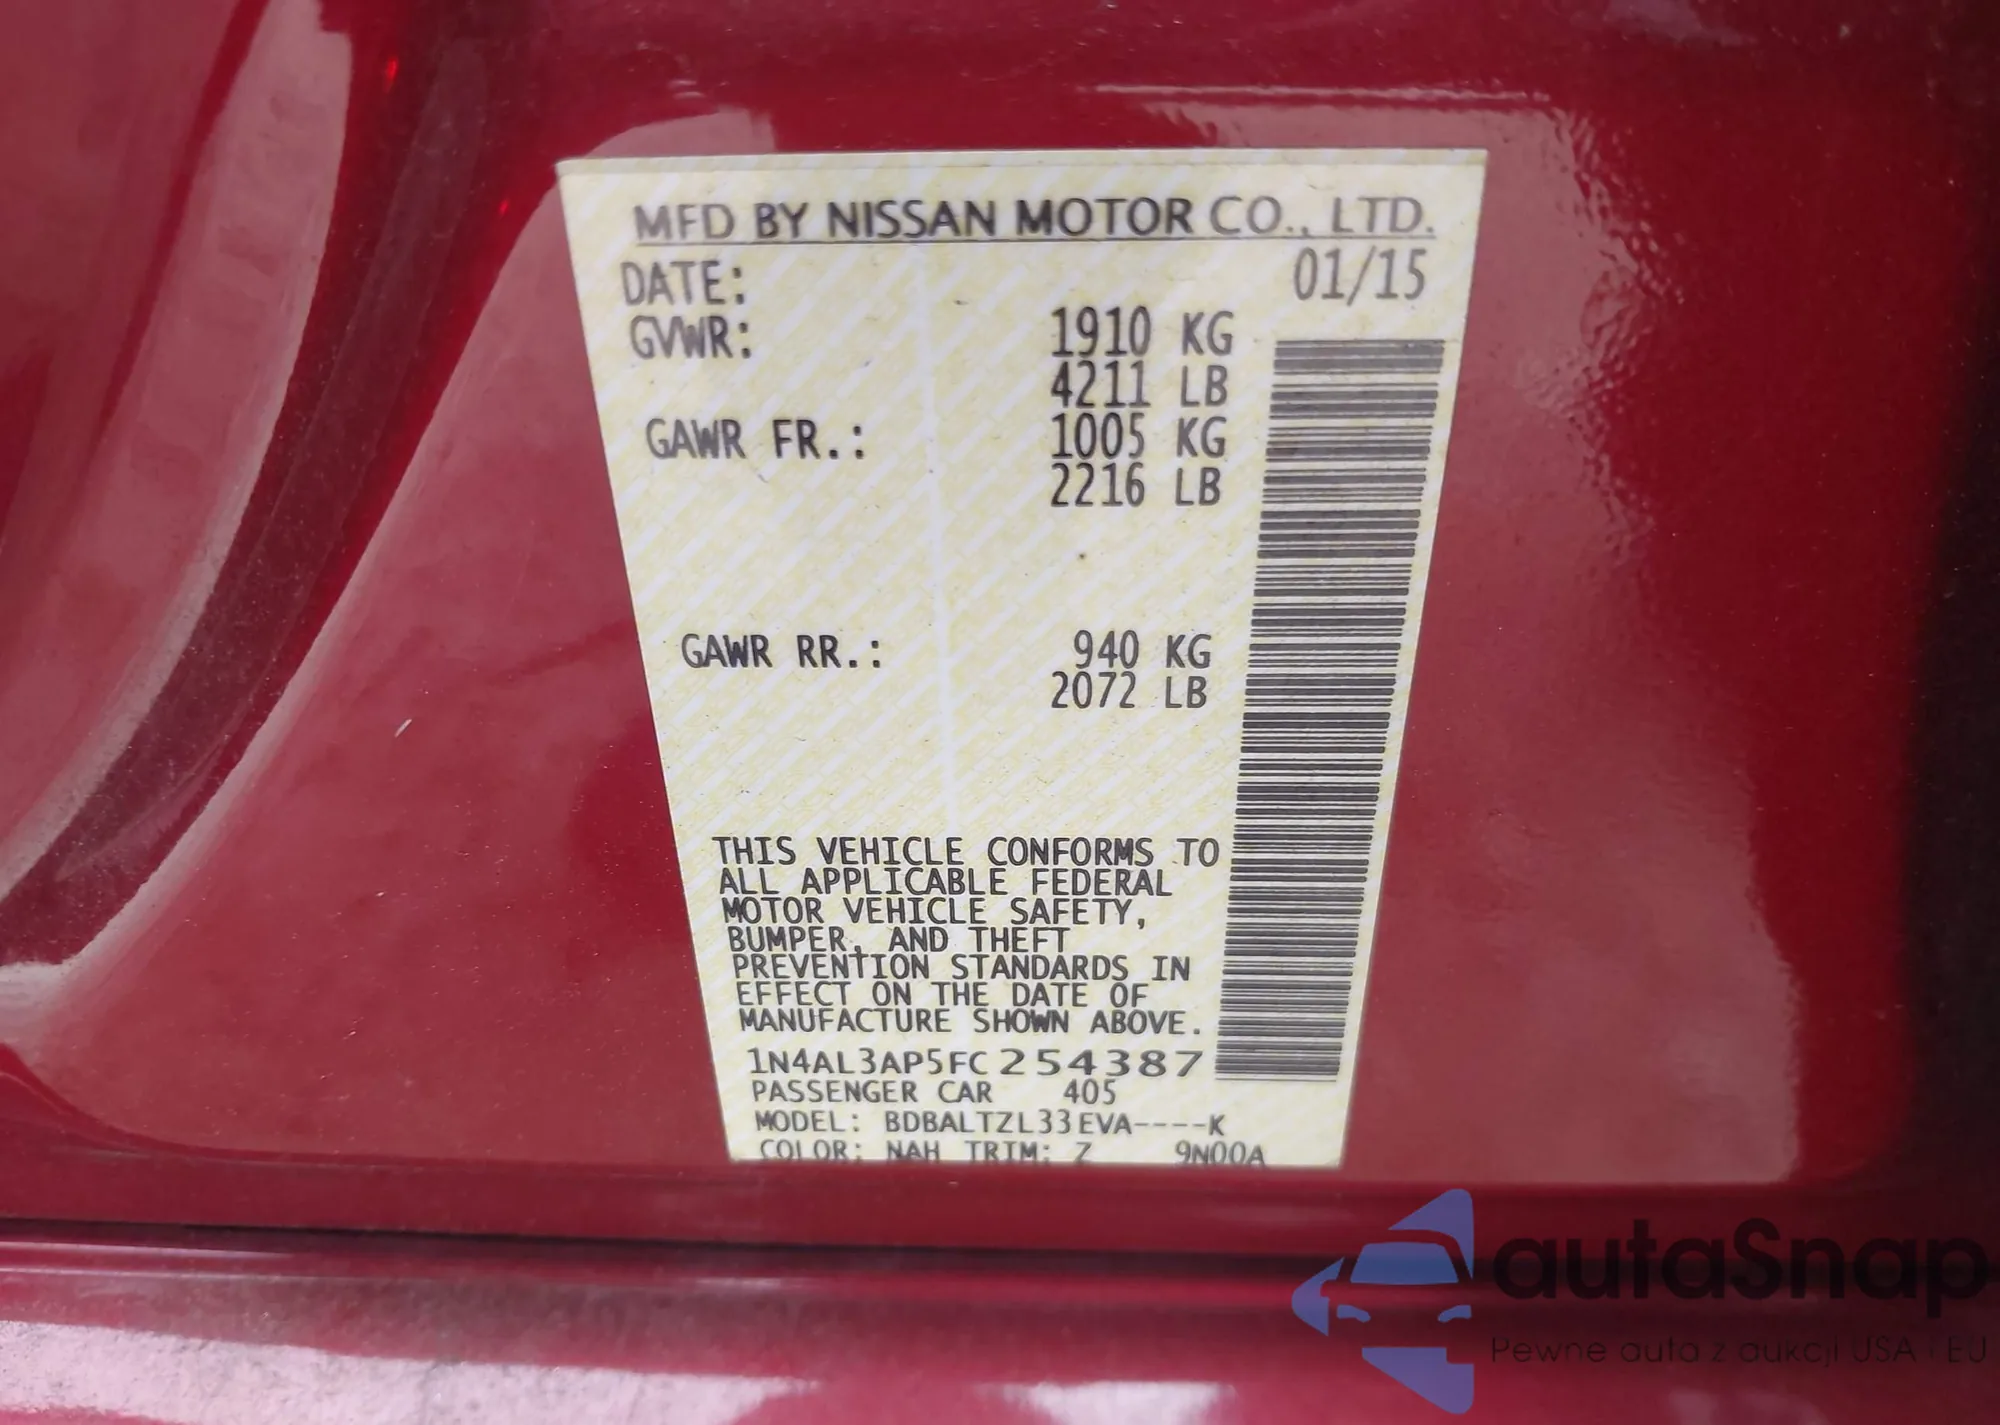 MFD BY NISSAN MOTOR CO., LTD.
DATE: 01/15
GVWR: 1910 KG
4211 LB
GAWR FR.: 1005 KG
2216 LB
GAWR RR.: 940 KG
2072 LB
THIS VEHICLE CONFORMS TO
ALL APPLICABLE FEDERAL
MOTOR VEHICLE SAFETY,
BUMPER, AND THEFT
PREVENTION STANDARDS IN
EFFECT ON THE DATE OF
MANUFACTURE SHOWN ABOVE.
1N4AL3AP5FC254387
PASSENGER CAR 405
MODEL: BDBALTZL33EVA----K
COLOR: NAH TRIM: Z 9N00A
autaSnap
Pewne auta z aukcji USA i EU